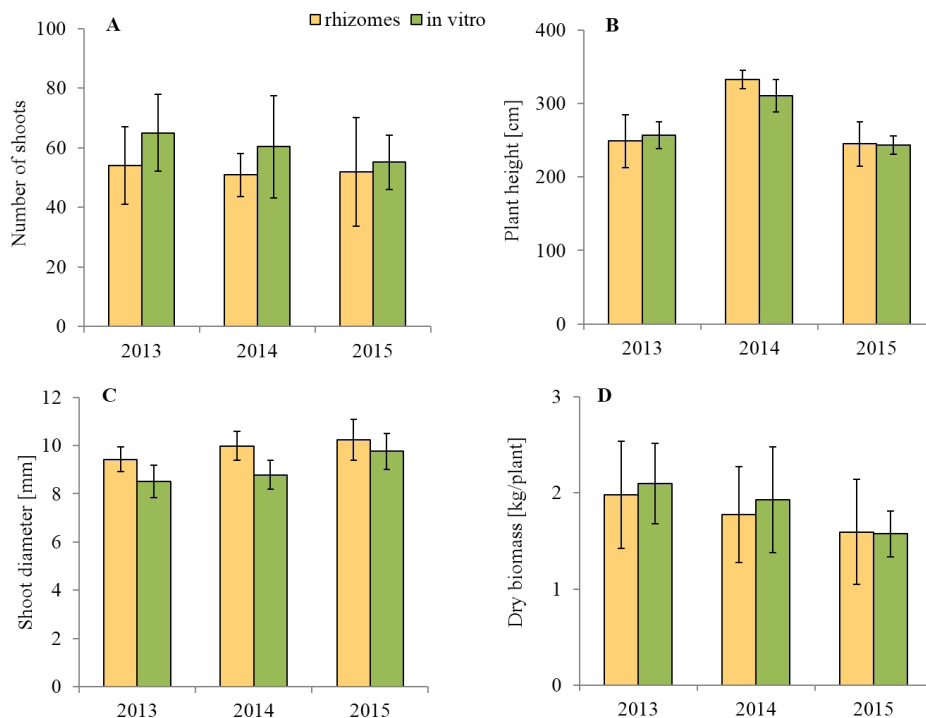 rhizomes in vitro
A
Number of shoots
100
80
60
40
20
0
2013 2014 2015
B
Plant height [cm]
400
300
200
100
0
2013 2014 2015
C
Shoot diameter [mm]
12
10
8
6
4
2
0
2013 2014 2015
D
Dry biomass [kg/plant]
3
2
1
0
2013 2014 2015